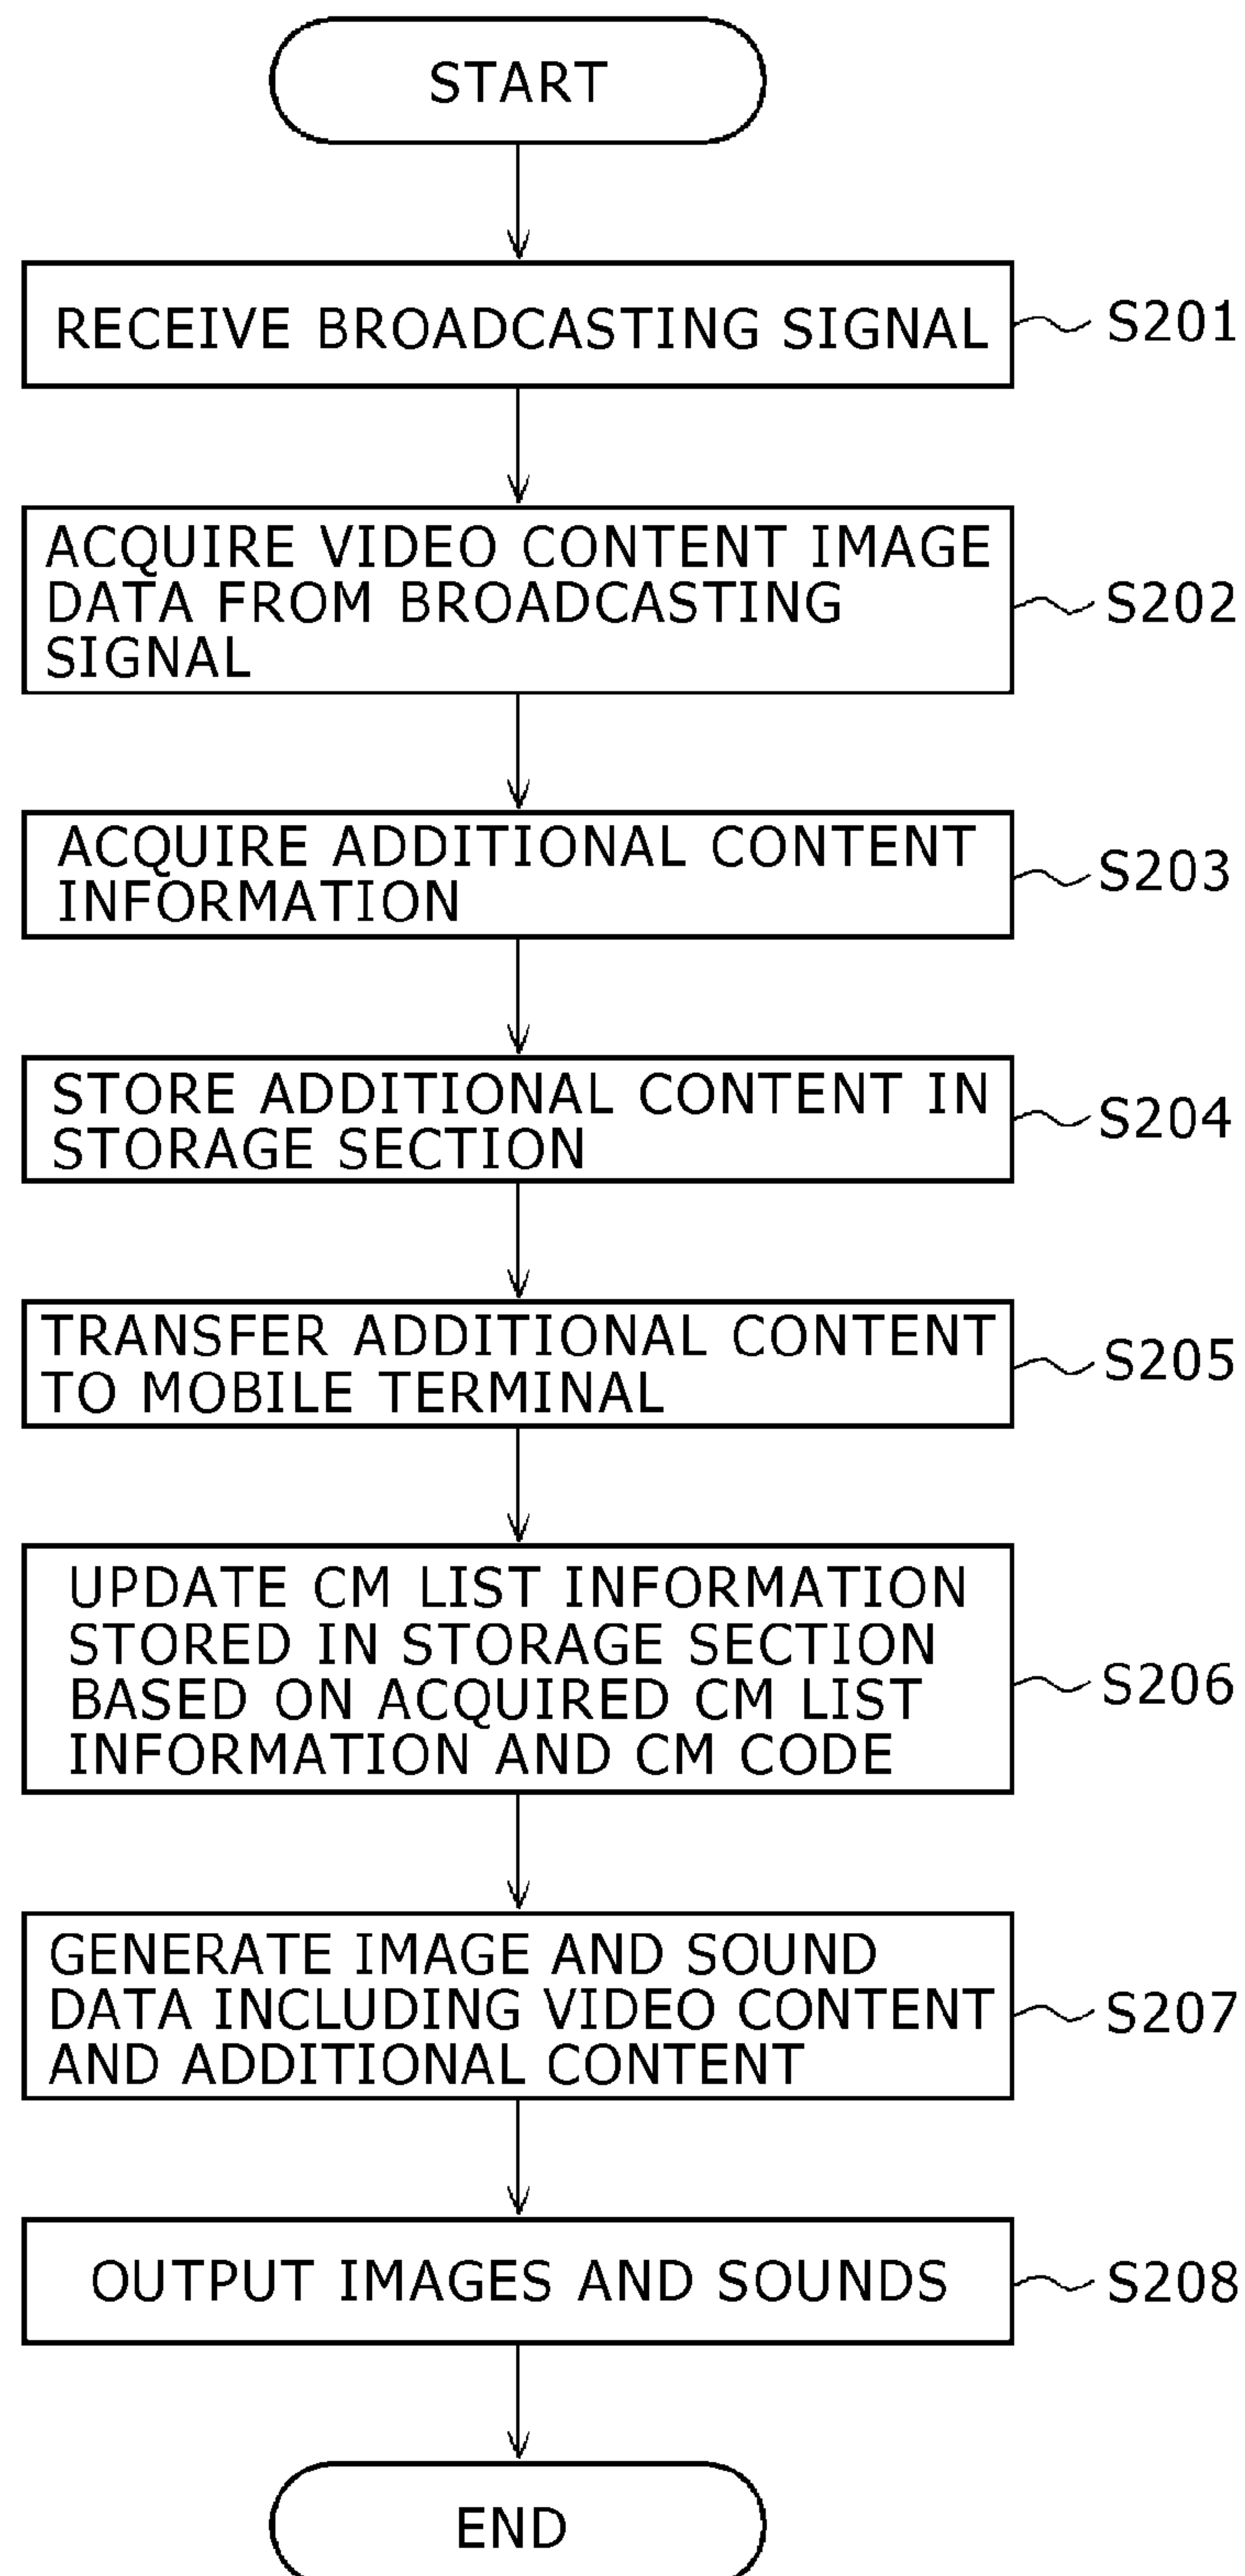 START
RECEIVE BROADCASTING SIGNAL
S201
ACQUIRE VIDEO CONTENT IMAGE
DATA FROM BROADCASTING
SIGNAL
S202
ACQUIRE ADDITIONAL CONTENT
INFORMATION
S203
STORE ADDITIONAL CONTENT IN
STORAGE SECTION
S204
TRANSFER ADDITIONAL CONTENT
TO MOBILE TERMINAL
S205
UPDATE CM LIST INFORMATION
STORED IN STORAGE SECTION
BASED ON ACQUIRED CM LIST
INFORMATION AND CM CODE
S206
GENERATE IMAGE AND SOUND
DATA INCLUDING VIDEO CONTENT
AND ADDITIONAL CONTENT
S207
OUTPUT IMAGES AND SOUNDS
S208
END